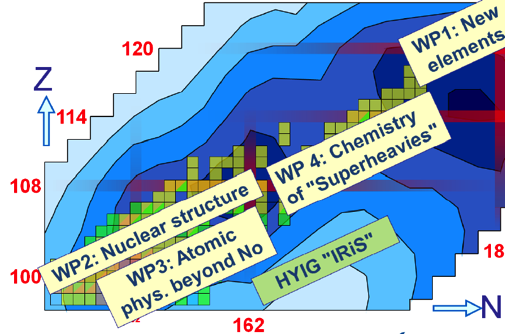 WP1: New
elements
120
Z
114
WP 4: Chemistry
of "Superheavies"
108
WP2: Nuclear structure
WP3: Atomic
phys. beyond No
HYIG "IRiS"
18
100
N
162